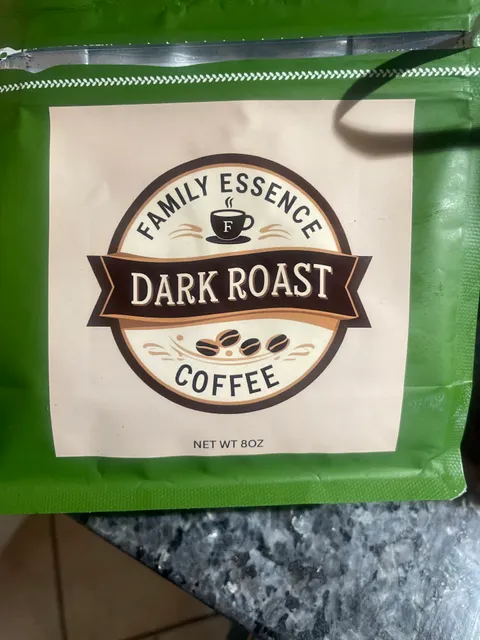 FAMILY ESSENCE
F
DARK ROAST
COFFEE
NET WT 8OZ